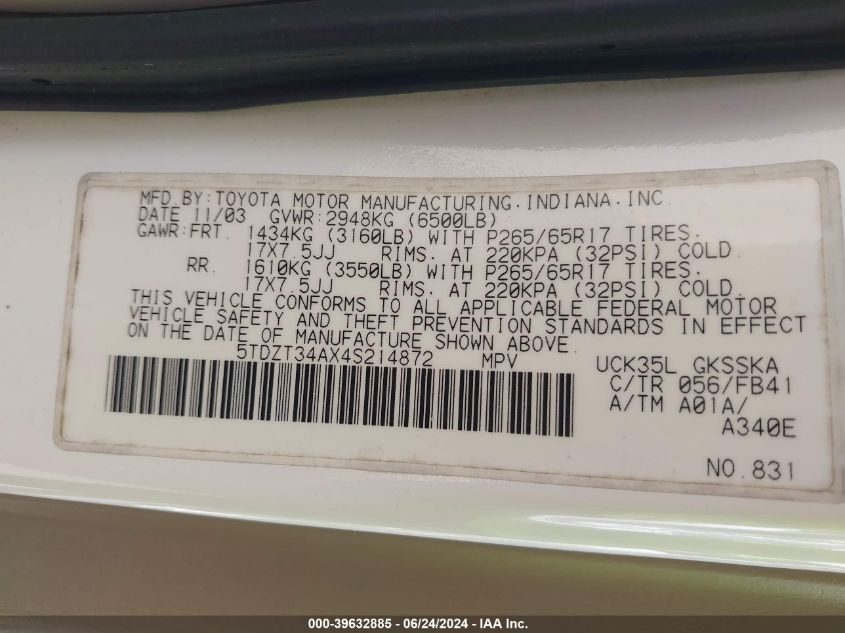 MFD.BY:TOYOTA MOTOR MANUFACTURING.INDIANA.INC.
DATE 11/03 GVWR:2948KG (6500LB)
GAWR:FRT. 1434KG (3160LB) WITH P265/65R17 TIRES.
17X7.5JJ RIMS. AT 220KPA (32PSI) COLD.
RR. 1610KG (3550LB) WITH P265/65R17 TIRES.
17X7.5JJ RIMS. AT 220KPA (32PSI) COLD.
THIS VEHICLE CONFORMS TO ALL APPLICABLE FEDERAL MOTOR
VEHICLE SAFETY AND THEFT PREVENTION STANDARDS IN EFFECT
ON THE DATE OF MANUFACTURE SHOWN ABOVE.
5TDZT34AX4S214872 MPV
UCK35L GKSSKA
C/TR 056/FB41
A/TM A01A/
A340E
NO.831
000-39632885 - 06/24/2024 - IAA Inc.